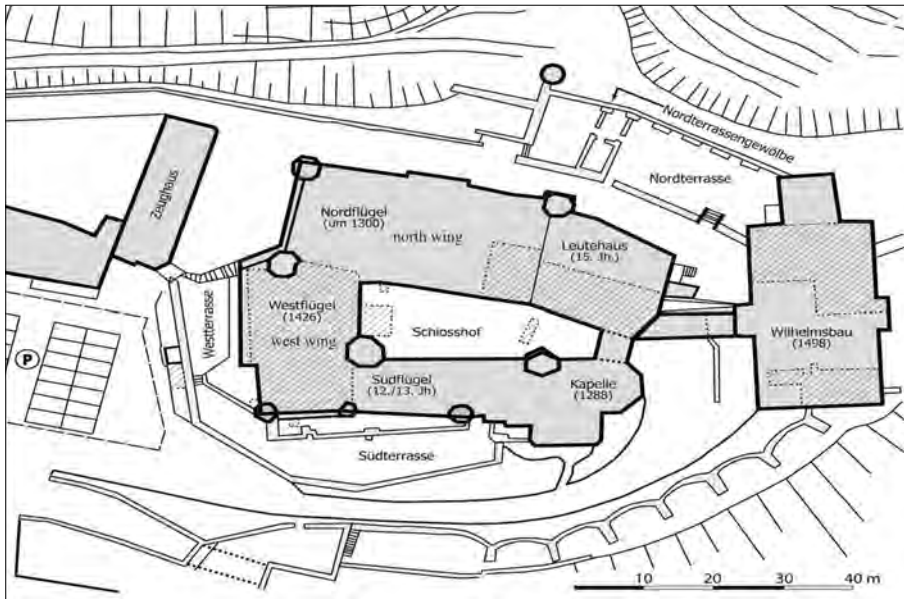 Zeughaus
Nordterrassengewölbe
Nordterrasse
Nordflügel
(um 1300)
north wing
Leutehaus
(15. Jh.)
Westterrasse
Westflügel
(1426)
west wing
Schlosshof
Wilhelmsbau
(1498)
P
Südflügel
(12./13. Jh)
Kapelle
(1288)
Südterrasse
10 20 30 40 m